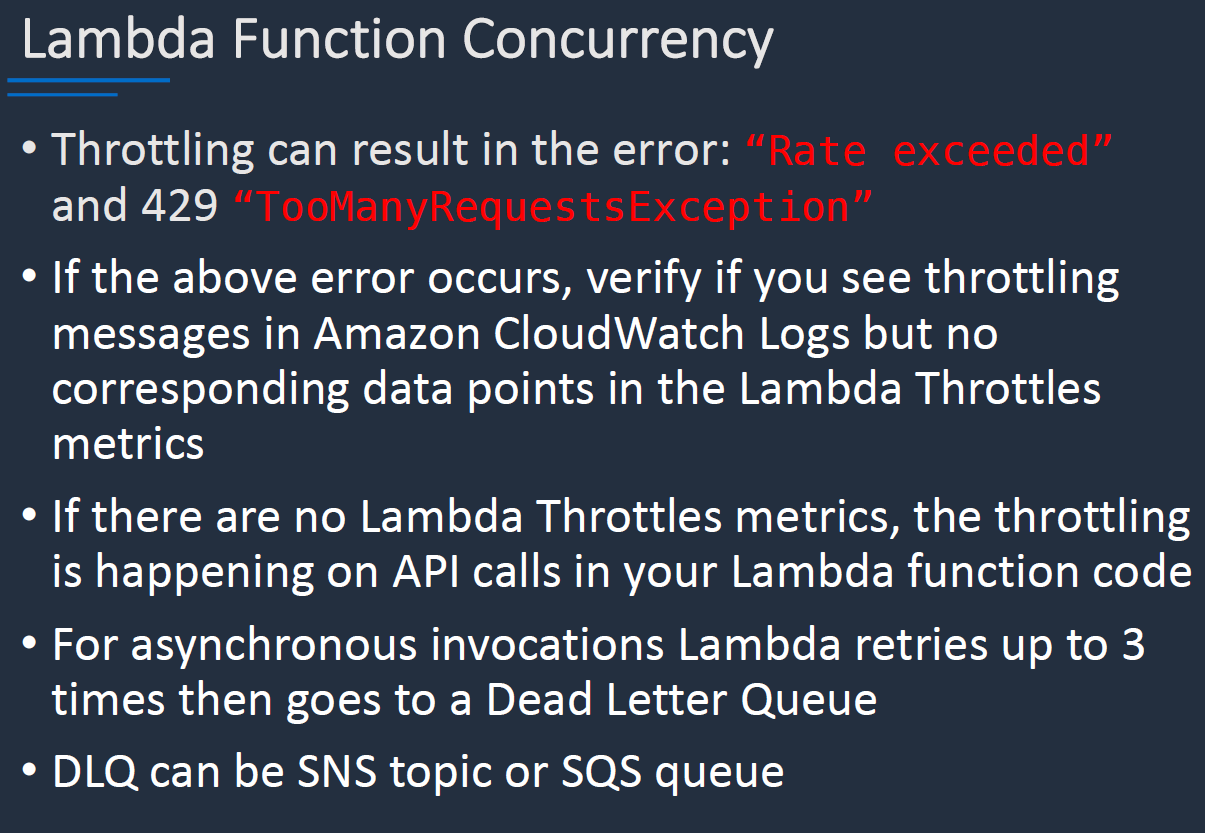 Lambda Function Concurrency
• Throttling can result in the error: “Rate exceeded”
and 429 “TooManyRequestsException”
• If the above error occurs, verify if you see throttling
messages in Amazon CloudWatch Logs but no
corresponding data points in the Lambda Throttles
metrics
• If there are no Lambda Throttles metrics, the throttling
is happening on API calls in your Lambda function code
• For asynchronous invocations Lambda retries up to 3
times then goes to a Dead Letter Queue
• DLQ can be SNS topic or SQS queue